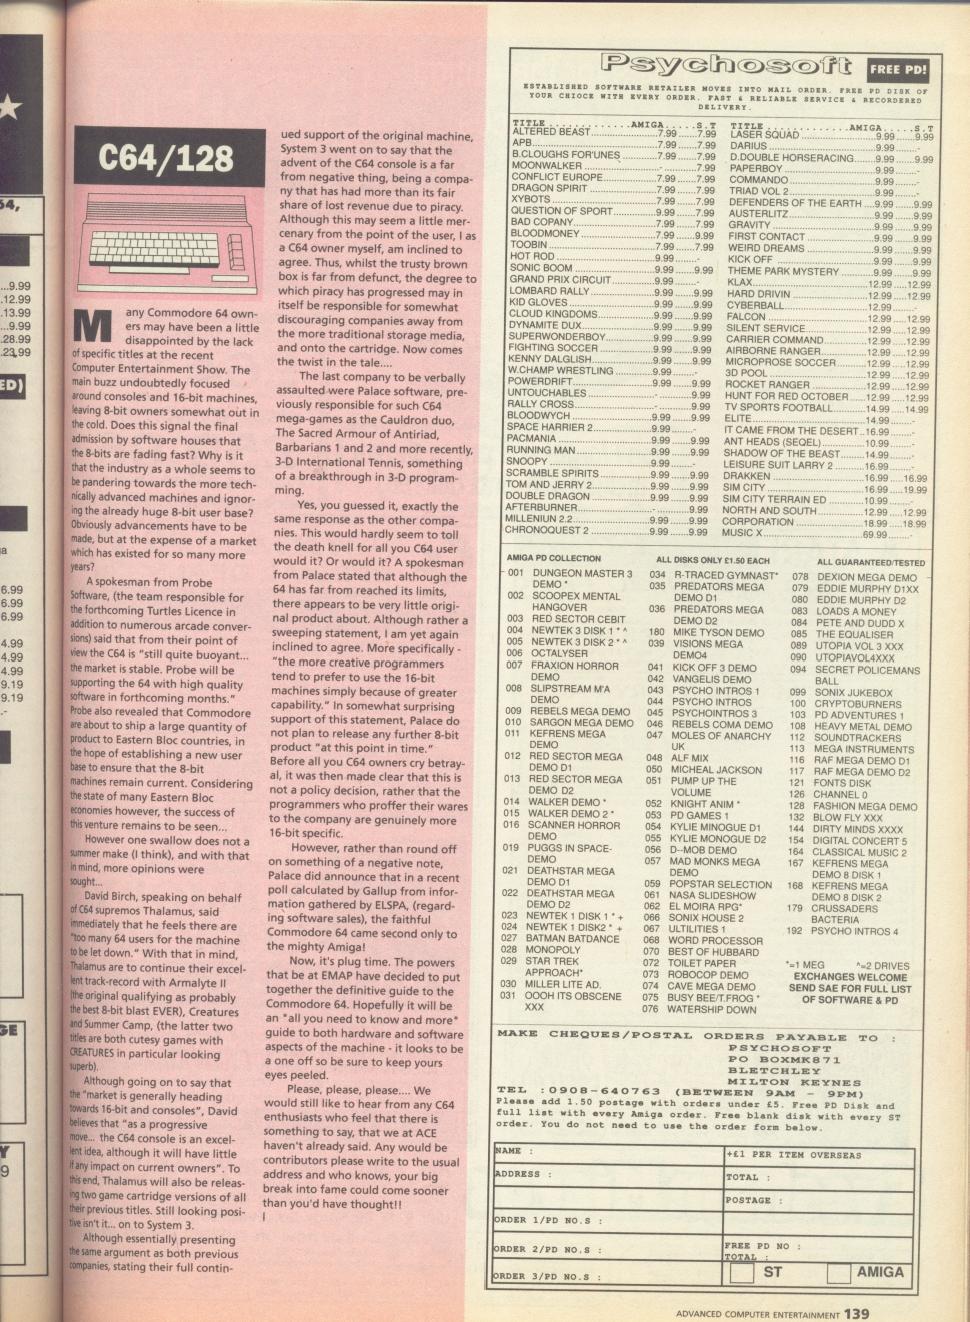 C64/128
Many Commodore 64 own-
ers may have been a little
disappointed by the lack
of specific titles at the recent
Computer Entertainment Show. The
main buzz undoubtedly focused
around consoles and 16-bit machines,
leaving 8-bit owners somewhat out in
the cold. Does this signal the final
admission by software houses that
the 8-bits are fading fast? Why is it
that the industry as a whole seems to
be pandering towards the more tech-
nically advanced machines and ignor-
ing the already huge 8-bit user base?
Obviously advancements have to be
made, but at the expense of a market
which has existed for so many more
years?
A spokesman from Probe
Software, (the team responsible for
the forthcoming Turtles Licence in
addition to numerous arcade conver-
sions) said that from their point of
view the C64 is "still quite buoyant...
the market is stable. Probe will be
supporting the 64 with high quality
software in forthcoming months."
Probe also revealed that Commodore
are about to ship a large quantity of
product to Eastern Bloc countries, in
the hope of establishing a new user
base to ensure that the 8-bit
machines remain current. Considering
the state of many Eastern Bloc
economies however, the success of
this venture remains to be seen...
However one swallow does not a
summer make (I think), and with that
in mind, more opinions were
sought...
David Birch, speaking on behalf
of C64 supremos Thalamus, said
immediately that he feels there are
"too many 64 users for the machine
to be let down." With that in mind,
Thalamus are to continue their excel-
lent track-record with Armalyte II
(the original qualifying as probably
the best 8-bit blast EVER), Creatures
and Summer Camp, (the latter two
titles are both cutesy games with
CREATURES in particular looking
superb).
Although going on to say that
the "market is generally heading
towards 16-bit and consoles", David
believes that "as a progressive
move... the C64 console is an excel-
lent idea, although it will have little
if any impact on current owners". To
this end, Thalamus will also be releas-
ing two game cartridge versions of all
their previous titles. Still looking posi-
tive isn't it... on to System 3.
Although essentially presenting
the same argument as both previous
companies, stating their full contin-
ued support of the original machine,
System 3 went on to say that the
advent of the C64 console is a far
from negative thing, being a compa-
ny that has had more than its fair
share of lost revenue due to piracy.
Although this may seem a little mer-
cenary from the point of the user, I as
a C64 owner myself, am inclined to
agree. Thus, whilst the trusty brown
box is far from defunct, the degree to
which piracy has progressed may in
itself be responsible for somewhat
discouraging companies away from
the more traditional storage media,
and onto the cartridge. Now comes
the twist in the tale....
The last company to be verbally
assaulted were Palace software, pre-
viously responsible for such C64
mega-games as the Cauldron duo,
The Sacred Armour of Antiriad,
Barbarians 1 and 2 and more recently,
3-D International Tennis, something
of a breakthrough in 3-D program-
ming.
Yes, you guessed it, exactly the
same response as the other compa-
nies. This would hardly seem to toll
the death knell for all you C64 user
would it? Or would it? A spokesman
from Palace stated that although the
64 has far from reached its limits,
there appears to be very little origi-
nal product about. Although rather a
sweeping statement, I am yet again
inclined to agree. More specifically -
"the more creative programmers
tend to prefer to use the 16-bit
machines simply because of greater
capability." In somewhat surprising
support of this statement, Palace do
not plan to release any further 8-bit
product "at this point in time."
Before all you C64 owners cry betray-
al, it was then made clear that this is
not a policy decision, rather that the
programmers who proffer their wares
to the company are genuinely more
16-bit specific.
However, rather than round off
on something of a negative note,
Palace did announce that in a recent
poll calculated by Gallup from infor-
mation gathered by ELSPA, (regard-
ing software sales), the faithful
Commodore 64 came second only to
the mighty Amiga!
Now, it's plug time. The powers
that be at EMAP have decided to put
together the definitive guide to the
Commodore 64. Hopefully it will be
an *all you need to know and more*
guide to both hardware and software
aspects of the machine - it looks to be
a one off so be sure to keep yours
eyes peeled.
Please, please, please.... We
would still like to hear from any C64
enthusiasts who feel that there is
something to say, that we at ACE
haven't already said. Any would be
contributors please write to the usual
address and who knows, your big
break into fame could come sooner
than you'd have thought!!
Psychosoft FREE PD!
ESTABLISHED SOFTWARE RETAILER MOVES INTO MAIL ORDER. FREE PD DISK OF
YOUR CHIOCE WITH EVERY ORDER. FAST & RELIABLE SERVICE & RECORDERED
DELIVERY.
TITLE.............AMIGA.....S.T
ALTERED BEAST 7.99 7.99
APB 7.99 7.99
B.CLOUGHS FOR'UNES 7.99 7.99
MOONWALKER - 7.99
CONFLICT EUROPE 7.99 7.99
DRAGON SPIRIT 7.99 7.99
XYBOTS 7.99 7.99
QUESTION OF SPORT 9.99 7.99
BAD COPANY 7.99 7.99
BLOODMONEY 7.99 7.99
TOOBIN 7.99 7.99
HOT ROD 9.99 -
SONIC BOOM 9.99 9.99
GRAND PRIX CIRCUIT 9.99 -
LOMBARD RALLY 9.99 9.99
KID GLOVES 9.99 9.99
CLOUD KINGDOMS 9.99 9.99
DYNAMITE DUX 9.99 9.99
SUPERWONDERBOY 9.99 9.99
FIGHTING SOCCER 9.99 9.99
KENNY DALGLISH 9.99 9.99
W.CHAMP WRESTLING 9.99 -
POWERDRIFT 9.99 9.99
UNTOUCHABLES - 9.99
RALLY CROSS - 9.99
BLOODWYCH 9.99 9.99
SPACE HARRIER 2 9.99 -
PACMANIA 9.99 9.99
RUNNING MAN 9.99 9.99
SNOOPY 9.99 -
SCRAMBLE SPIRITS 9.99 9.99
TOM AND JERRY 2 9.99 9.99
DOUBLE DRAGON 9.99 9.99
AFTERBURNER - 9.99
MILLENIUN 2.2 9.99 9.99
CHRONOQUEST 2 9.99 9.99
TITLE.............AMIGA.....S.T
LASER SQUAD 9.99 9.99
DARIUS 9.99 -
D.DOUBLE HORSERACING 9.99 9.99
PAPERBOY 9.99 -
COMMANDO 9.99 -
TRIAD VOL 2 9.99 -
DEFENDERS OF THE EARTH 9.99 9.99
AUSTERLITZ 9.99 9.99
GRAVITY 9.99 9.99
FIRST CONTACT 9.99 9.99
WEIRD DREAMS 9.99 9.99
KICK OFF 9.99 9.99
THEME PARK MYSTERY 9.99 9.99
KLAX 12.99 12.99
HARD DRIVIN 12.99 12.99
CYBERBALL 12.99 -
FALCON 12.99 12.99
SILENT SERVICE 12.99 12.99
CARRIER COMMAND 12.99 12.99
AIRBORNE RANGER 12.99 12.99
MICROPROSE SOCCER 12.99 12.99
3D POOL 12.99 12.99
ROCKET RANGER 12.99 12.99
HUNT FOR RED OCTOBER 12.99 12.99
TV SPORTS FOOTBALL 14.99 14.99
ELITE 14.99 -
IT CAME FROM THE DESERT 16.99 -
ANT HEADS (SEQEL) 10.99 -
SHADOW OF THE BEAST 14.99 -
LEISURE SUIT LARRY 2 16.99 -
DRAKKEN 16.99 16.99
SIM CITY 16.99 19.99
SIM CITY TERRAIN ED 10.99 -
NORTH AND SOUTH 12.99 12.99
CORPORATION 18.99 18.99
MUSIC X 69.99 -
AMIGA PD COLLECTION ALL DISKS ONLY £1.50 EACH ALL GUARANTEED/TESTED
001 DUNGEON MASTER 3
DEMO *
002 SCOOPEX MENTAL
HANGOVER
003 RED SECTOR CEBIT
004 NEWTEK 3 DISK 1 * ^
005 NEWTEK 3 DISK 2 * ^
006 OCTALYSER
007 FRAXION HORROR
DEMO
008 SLIPSTREAM M'A
DEMO
009 REBELS MEGA DEMO
010 SARGON MEGA DEMO
011 KEFRENS MEGA
DEMO
012 RED SECTOR MEGA
DEMO D1
013 RED SECTOR MEGA
DEMO D2
014 WALKER DEMO *
015 WALKER DEMO 2 *
016 SCANNER HORROR
DEMO
019 PUGGS IN SPACE-
DEMO
021 DEATHSTAR MEGA
DEMO D1
022 DEATHSTAR MEGA
DEMO D2
023 NEWTEK 1 DISK 1 * +
024 NEWTEK 1 DISK2 * +
027 BATMAN BATDANCE
028 MONOPOLY
029 STAR TREK
APPROACH*
030 MILLER LITE AD.
031 OOOH ITS OBSCENE
XXX
034 R-TRACED GYMNAST*
035 PREDATORS MEGA
DEMO D1
036 PREDATORS MEGA
DEMO D2
180 MIKE TYSON DEMO
039 VISIONS MEGA
DEMO4
041 KICK OFF 3 DEMO
042 VANGELIS DEMO
043 PSYCHO INTROS 1
044 PSYCHO INTROS
045 PSYCHOINTROS 3
046 REBELS COMA DEMO
047 MOLES OF ANARCHY
UK
048 ALF MIX
050 MICHEAL JACKSON
051 PUMP UP THE
VOLUME
052 KNIGHT ANIM *
053 PD GAMES 1
054 KYLIE MINOGUE D1
055 KYLIE MONOGUE D2
056 D--MOB DEMO
057 MAD MONKS MEGA
DEMO
059 POPSTAR SELECTION
061 NASA SLIDESHOW
062 EL MOIRA RPG*
066 SONIX HOUSE 2
067 ULTILITIES 1
068 WORD PROCESSOR
070 BEST OF HUBBARD
072 TOILET PAPER
073 ROBOCOP DEMO
074 CAVE MEGA DEMO
075 BUSY BEE/T.FROG *
076 WATERSHIP DOWN
078 DEXION MEGA DEMO
079 EDDIE MURPHY D1XX
080 EDDIE MURPHY D2
083 LOADS A MONEY
084 PETE AND DUDD X
085 THE EQUALISER
089 UTOPIA VOL 3 XXX
090 UTOPIAVOL4XXX
094 SECRET POLICEMANS
BALL
099 SONIX JUKEBOX
100 CRYPTOBURNERS
103 PD ADVENTURES 1
108 HEAVY METAL DEMO
112 SOUNDTRACKERS
113 MEGA INSTRUMENTS
116 RAF MEGA DEMO D1
117 RAF MEGA DEMO D2
121 FONTS DISK
126 CHANNEL 0
128 FASHION MEGA DEMO
132 BLOW FLY XXX
144 DIRTY MINDS XXXX
154 DIGITAL CONCERT 5
164 CLASSICAL MUSIC 2
167 KEFRENS MEGA
DEMO 8 DISK 1
168 KEFRENS MEGA
DEMO 8 DISK 2
179 CRUSSADERS
BACTERIA
192 PSYCHO INTROS 4
*=1 MEG ^=2 DRIVES
EXCHANGES WELCOME
SEND SAE FOR FULL LIST
OF SOFTWARE & PD
MAKE CHEQUES/POSTAL ORDERS PAYABLE TO :
PSYCHOSOFT
PO BOXMK871
BLETCHLEY
MILTON KEYNES
TEL :0908-640763 (BETWEEN 9AM - 9PM)
Please add 1.50 postage with orders under £5. Free PD Disk and
full list with every Amiga order. Free blank disk with every ST
order. You do not need to use the order form below.
NAME : +£1 PER ITEM OVERSEAS
ADDRESS : TOTAL :
POSTAGE :
ORDER 1/PD NO.S :
ORDER 2/PD NO.S : FREE PD NO :
TOTAL :
ORDER 3/PD NO.S : ST AMIGA
ADVANCED COMPUTER ENTERTAINMENT 139